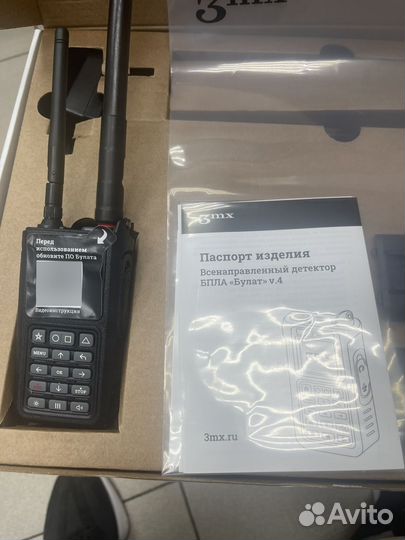 3mx
Перед
использованием
обновите ПО Булата
Видеоинструкция
MENU
OK
STOP
3mx
Паспорт изделия
Всенаправленный детектор
БПЛА «Булат» v.4
3mx.ru
Avito